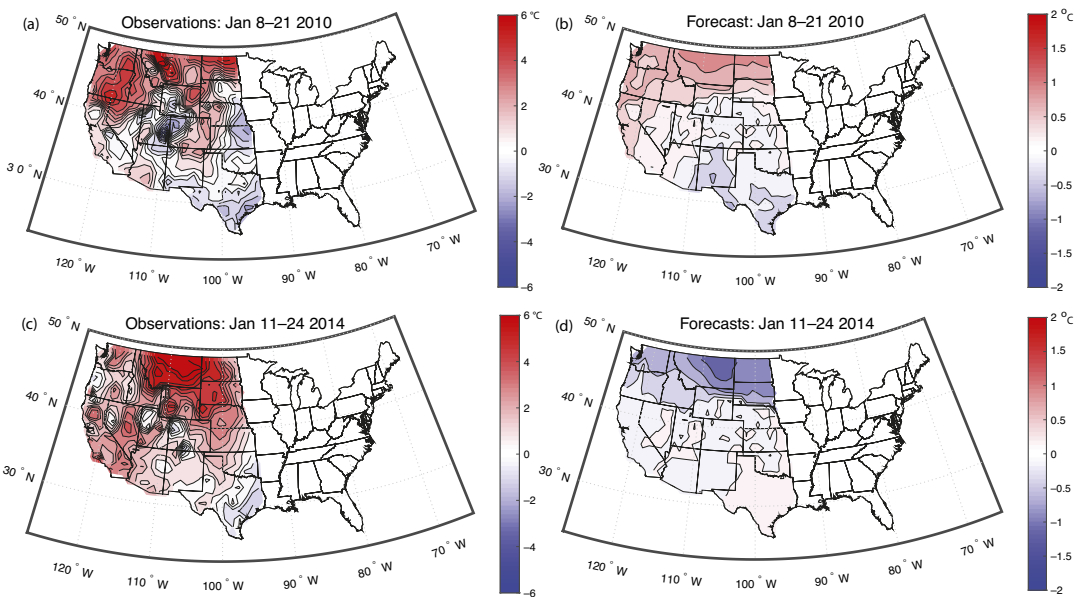 (a)
Observations: Jan 8–21 2010
50° N
40° N
30° N
120° W
110° W
100° W
90° W
80° W
70° W
6 °C
4
2
0
−2
−4
−6
(b)
Forecast: Jan 8–21 2010
50° N
40° N
30° N
120° W
110° W
100° W
90° W
80° W
70° W
2 °C
1.5
1
0.5
0
−0.5
−1
−1.5
−2
(c)
Observations: Jan 11–24 2014
50° N
40° N
30° N
120° W
110° W
100° W
90° W
80° W
70° W
6 °C
4
2
0
−2
−4
−6
(d)
Forecasts: Jan 11–24 2014
50° N
40° N
30° N
120° W
110° W
100° W
90° W
80° W
70° W
2 °C
1.5
1
0.5
0
−0.5
−1
−1.5
−2